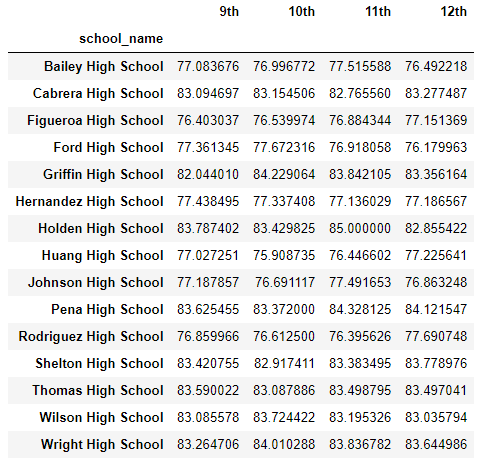 9th 10th 11th 12th
school_name
Bailey High School 77.083676 76.996772 77.515588 76.492218
Cabrera High School 83.094697 83.154506 82.765560 83.277487
Figueroa High School 76.403037 76.539974 76.884344 77.151369
Ford High School 77.361345 77.672316 76.918058 76.179963
Griffin High School 82.044010 84.229064 83.842105 83.356164
Hernandez High School 77.438495 77.337408 77.136029 77.186567
Holden High School 83.787402 83.429825 85.000000 82.855422
Huang High School 77.027251 75.908735 76.446602 77.225641
Johnson High School 77.187857 76.691117 77.491653 76.863248
Pena High School 83.625455 83.372000 84.328125 84.121547
Rodriguez High School 76.859966 76.612500 76.395626 77.690748
Shelton High School 83.420755 82.917411 83.383495 83.778976
Thomas High School 83.590022 83.087886 83.498795 83.497041
Wilson High School 83.085578 83.724422 83.195326 83.035794
Wright High School 83.264706 84.010288 83.836782 83.644986